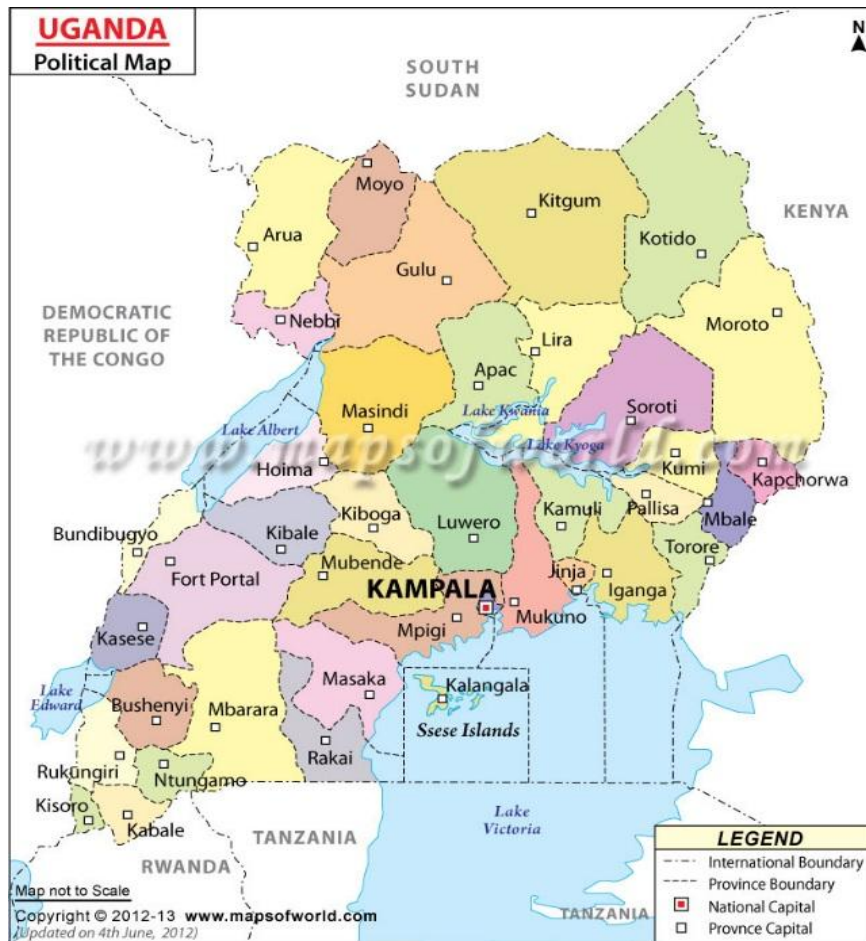 UGANDA
Political Map
N
SOUTH
SUDAN
KENYA
DEMOCRATIC
REPUBLIC OF
THE CONGO
Moyo
Kitgum
Arua
Kotido
Gulu
Nebbi
Moroto
Lira
Apac
Masindi
Lake Kwania
Soroti
Lake Albert
www.mapsofworld.com
Lake Kyoga
Hoima
Kumi
Kapchorwa
Kiboga
Kamuli
Pallisa
Mbale
Bundibugyo
Kibale
Luwero
Torore
Fort Portal
Mubende
KAMPALA
Jinja
Iganga
Mpigi
Mukuno
Kasese
Masaka
Kalangala
Lake
Edward
Bushenyi
Mbarara
Ssese Islands
Rakai
Rukungiri
Ntungamo
Kisoro
Kabale
Lake
Victoria
TANZANIA
RWANDA
TANZANIA
LEGEND
International Boundary
Province Boundary
National Capital
Provnce Capital
Map not to Scale
Copyright © 2012-13 www.mapsofworld.com
(Updated on 4th June, 2012)